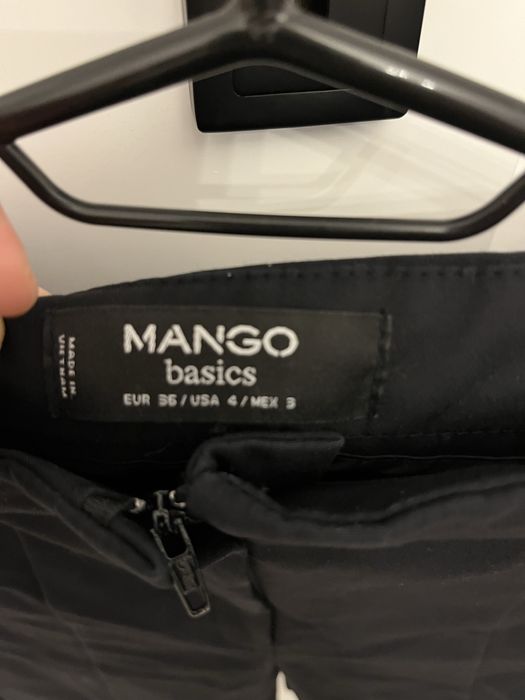 MANGO
basics
EUR 36 / USA 4 / MEX 3
MADE IN
VIETNAM